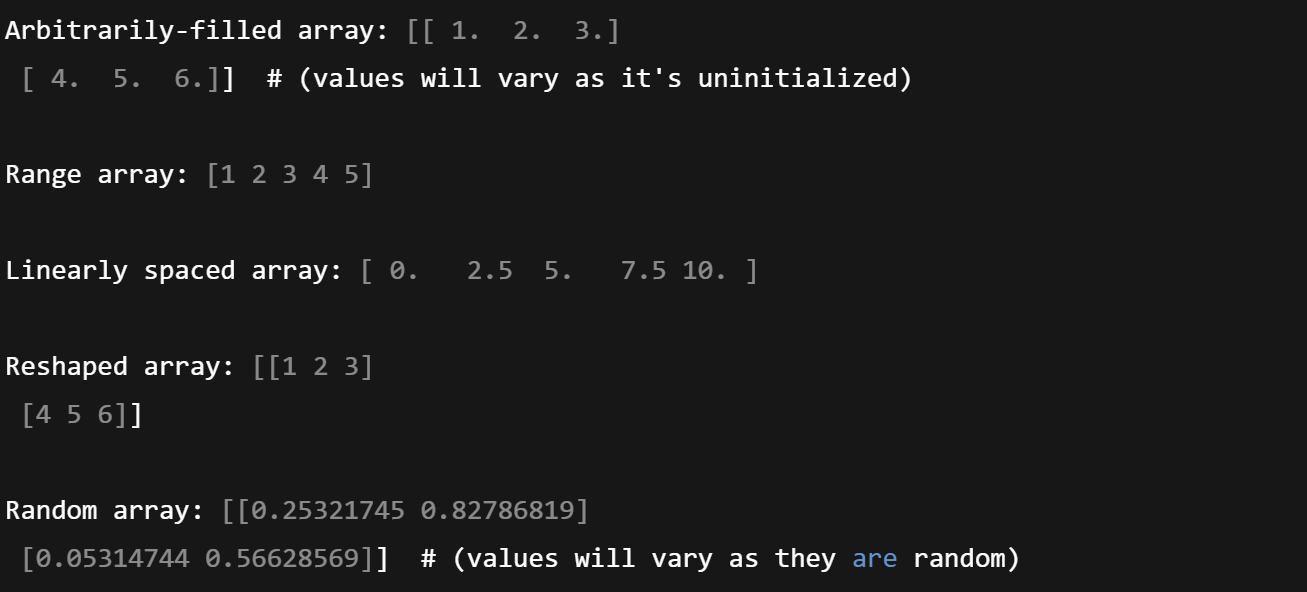 Arbitrarily-filled array: [[ 1.  2.  3.]
 [ 4.  5.  6.]]  # (values will vary as it's uninitialized)
Range array: [1 2 3 4 5]
Linearly spaced array: [ 0.   2.5  5.   7.5 10. ]
Reshaped array: [[1 2 3]
 [4 5 6]]
Random array: [[0.25321745 0.82786819]
 [0.05314744 0.56628569]]  # (values will vary as they are random)